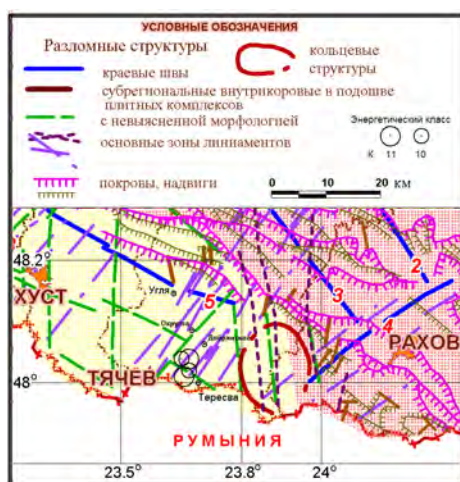 УСЛОВНЫЕ ОБОЗНАЧЕНИЯ
Разломные структуры
кольцевые структуры
краевые швы
субрегиональные внутрикоровые в подошве
плитных комплексов
с невыясненной морфологией
основные зоны линиаментов
Энергетический класс
К 11 10
покровы, надвиги
0 10 20 км
48.2°
ХУСТ
Угля
5
3
2
4
РАХОВ
48°
ТЯЧЕВ
Тересва
РУМЫНИЯ
23.5° 23.8° 24°